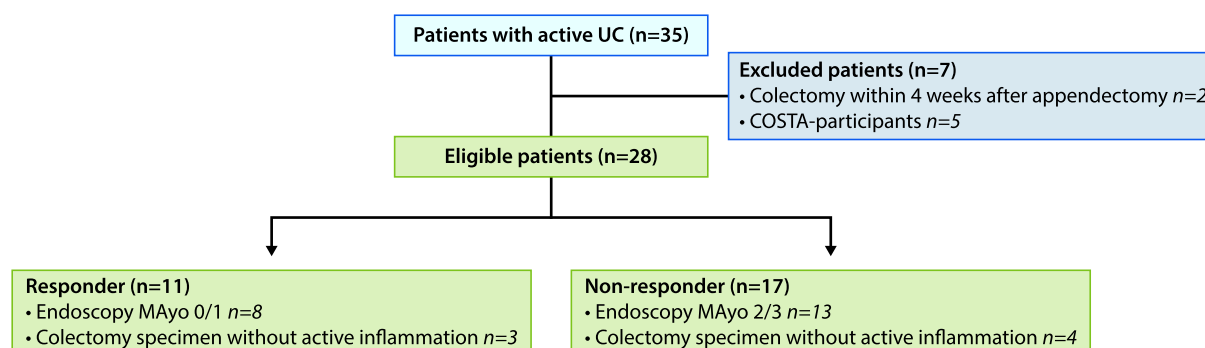 Patients with active UC (n=35)
Excluded patients (n=7)
• Colectomy within 4 weeks after appendectomy n=2
• COSTA-participants n=5
Eligible patients (n=28)
Responder (n=11)
• Endoscopy MAyo 0/1 n=8
• Colectomy specimen without active inflammation n=3
Non-responder (n=17)
• Endoscopy MAyo 2/3 n=13
• Colectomy specimen without active inflammation n=4